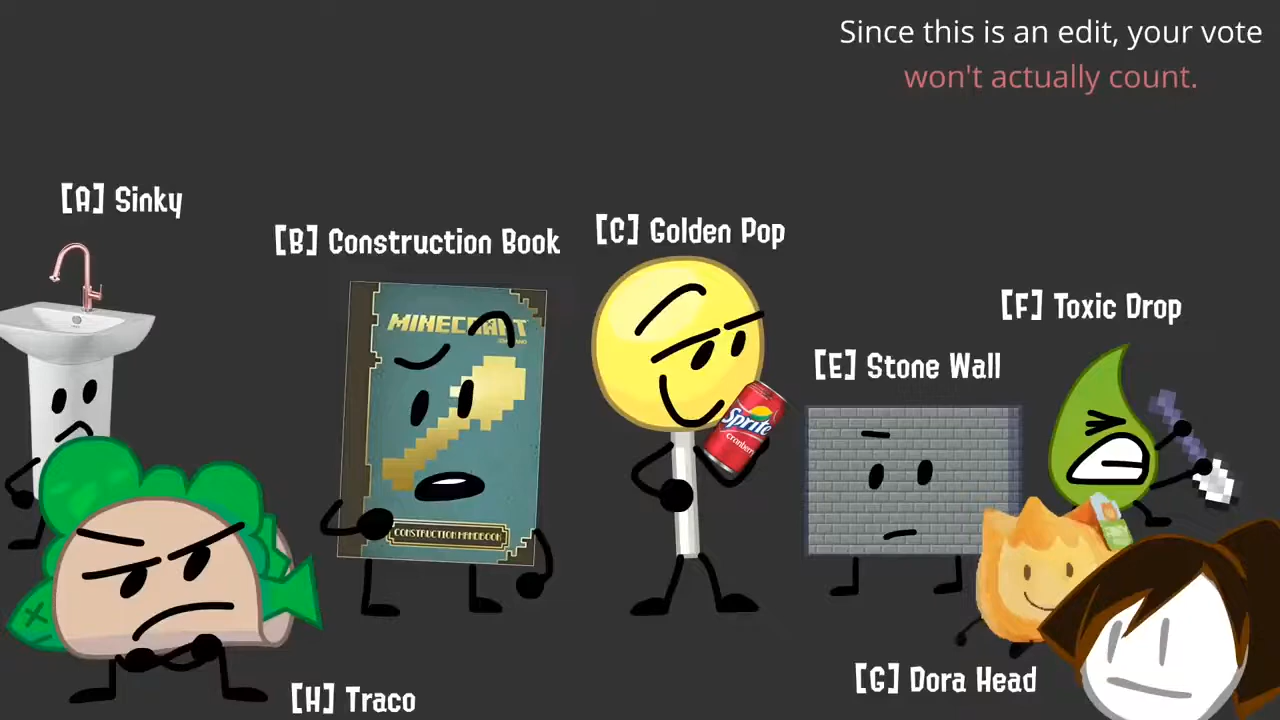 Since this is an edit, your vote
won't actually count.
[A] Sinky
[B] Construction Book
[C] Golden Pop
[F] Toxic Drop
[E] Stone Wall
MINECRAFT
Sprite
cranberry
CONSTRUCTION HANDBOOK
[G] Dora Head
[H] Traco